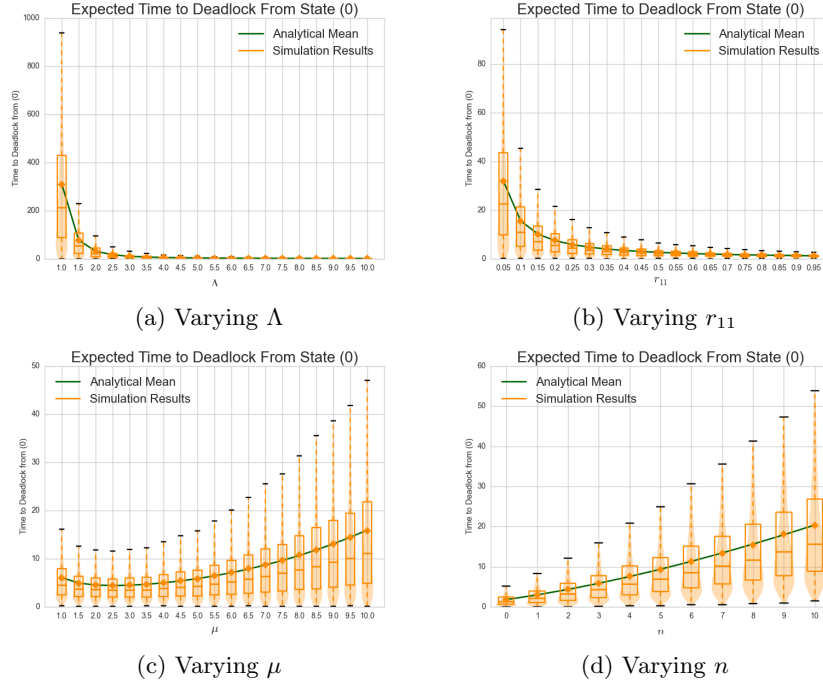 Expected Time to Deadlock From State (0)
Analytical Mean
Simulation Results
Time to Deadlock from (0)
1000
800
600
400
200
0
1.0 1.5 2.0 2.5 3.0 3.5 4.0 4.5 5.0 5.5 6.0 6.5 7.0 7.5 8.0 8.5 9.0 9.5 10.0
Λ
(a) Varying Λ
Expected Time to Deadlock From State (0)
Analytical Mean
Simulation Results
Time to Deadlock from (0)
80
60
40
20
0
0.05 0.1 0.15 0.2 0.25 0.3 0.35 0.4 0.45 0.5 0.55 0.6 0.65 0.7 0.75 0.8 0.85 0.9 0.95
r₁₁
(b) Varying r₁₁
Expected Time to Deadlock From State (0)
Analytical Mean
Simulation Results
Time to Deadlock from (0)
50
40
30
20
10
0
1.0 1.5 2.0 2.5 3.0 3.5 4.0 4.5 5.0 5.5 6.0 6.5 7.0 7.5 8.0 8.5 9.0 9.5 10.0
μ
(c) Varying μ
Expected Time to Deadlock From State (0)
Analytical Mean
Simulation Results
Time to Deadlock from (0)
60
50
40
30
20
10
0
0 1 2 3 4 5 6 7 8 9 10
n
(d) Varying n